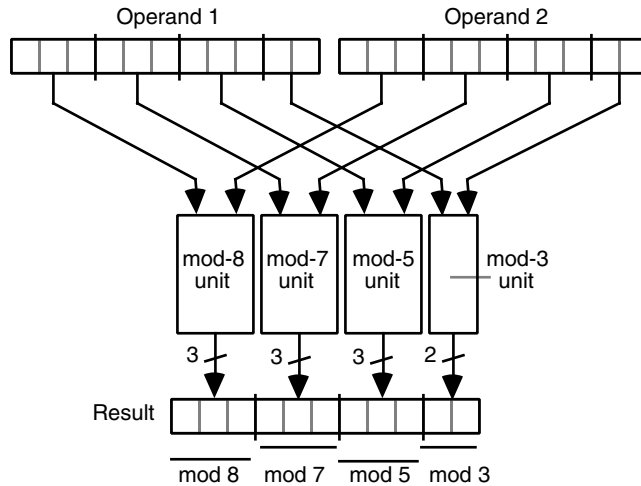 Operand 1
Operand 2
mod-8
unit
mod-7
unit
mod-5
unit
mod-3
unit
3
3
3
2
Result
mod 8
mod 7
mod 5
mod 3